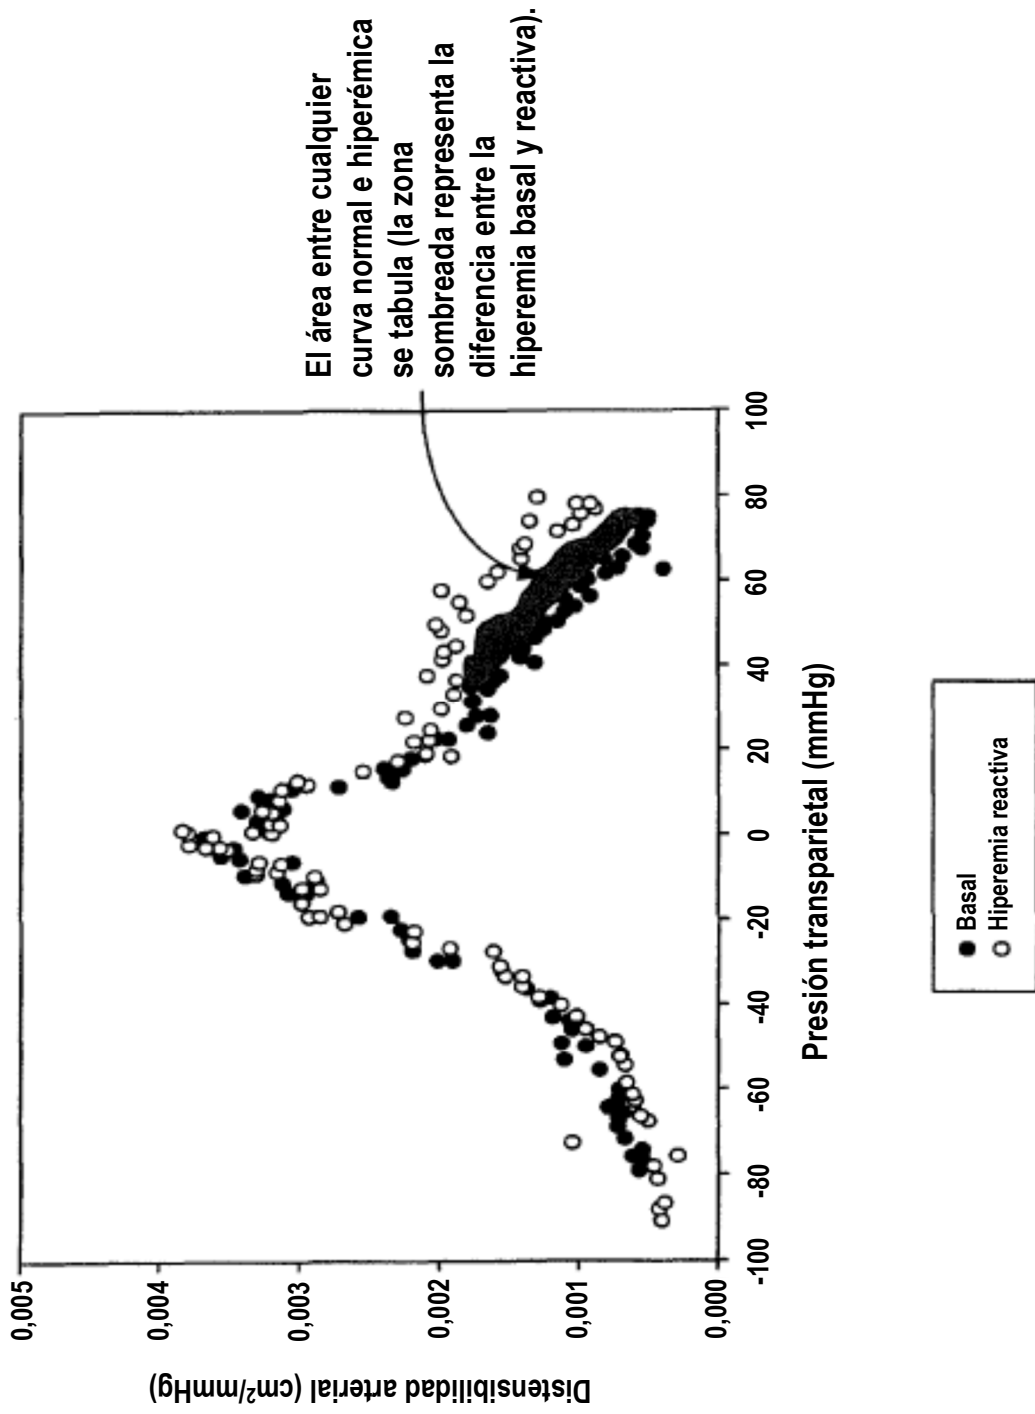 El área entre cualquier
curva normal e hiperémica
se tabula (la zona
sombreada representa la
diferencia entre la
hiperemia basal y reactiva).
Distensibilidad arterial (cm²/mmHg)
0,005
0,004
0,003
0,002
0,001
0,000
-100
-80
-60
-40
-20
0
20
40
60
80
100
Presión transparietal (mmHg)
Basal
Hiperemia reactiva